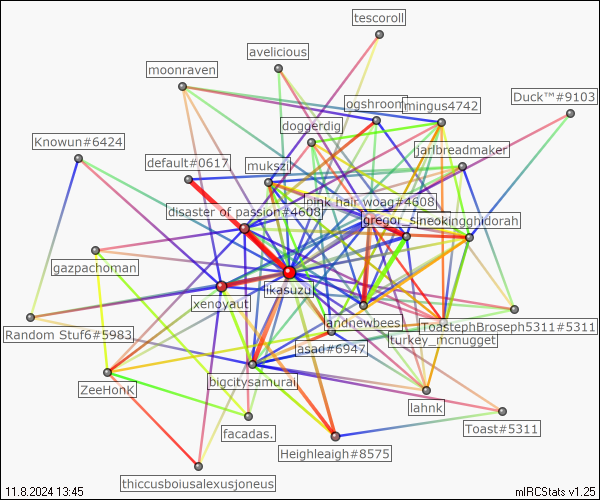 tescoroll
avelicious
moonraven
Duck™#9103
ogshroom
mingus4742
doggerdig
Knowun#6424
jarlbreadmaker
default#0617
mukszi
pink hair woag#4608
disaster of passion#4608
gregor_s
neokingghidorah
gazpachoman
ikasuzu
xenoyaut
andnewbees
Random Stuf6#5983
ToastephBroseph5311#5311
turkey_mcnugget
asad#6947
bigcitysamurai
ZeeHonK
lahnk
facadas.
Toast#5311
Heighleaigh#8575
thiccusboiusalexusjoneus
11.8.2024 13:45
mIRCStats v1.25